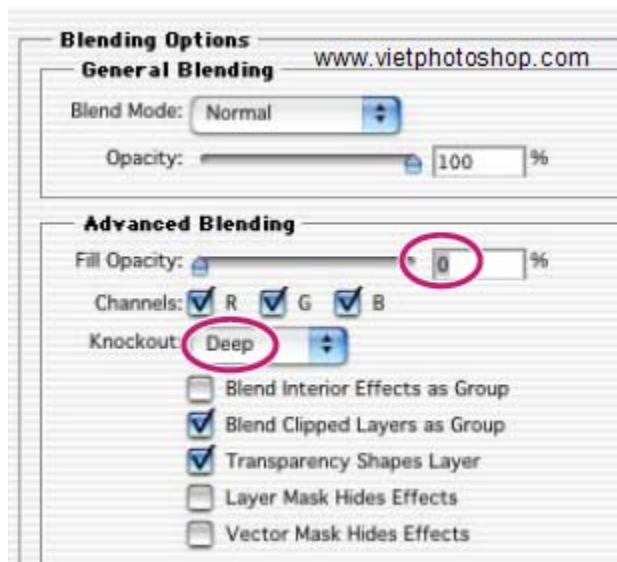 Blending Options
www.vietphotoshop.com
General Blending
Blend Mode: Normal
Opacity: 100 %
Advanced Blending
Fill Opacity: 0 %
Channels: R G B
Knockout: Deep
Blend Interior Effects as Group
Blend Clipped Layers as Group
Transparency Shapes Layer
Layer Mask Hides Effects
Vector Mask Hides Effects